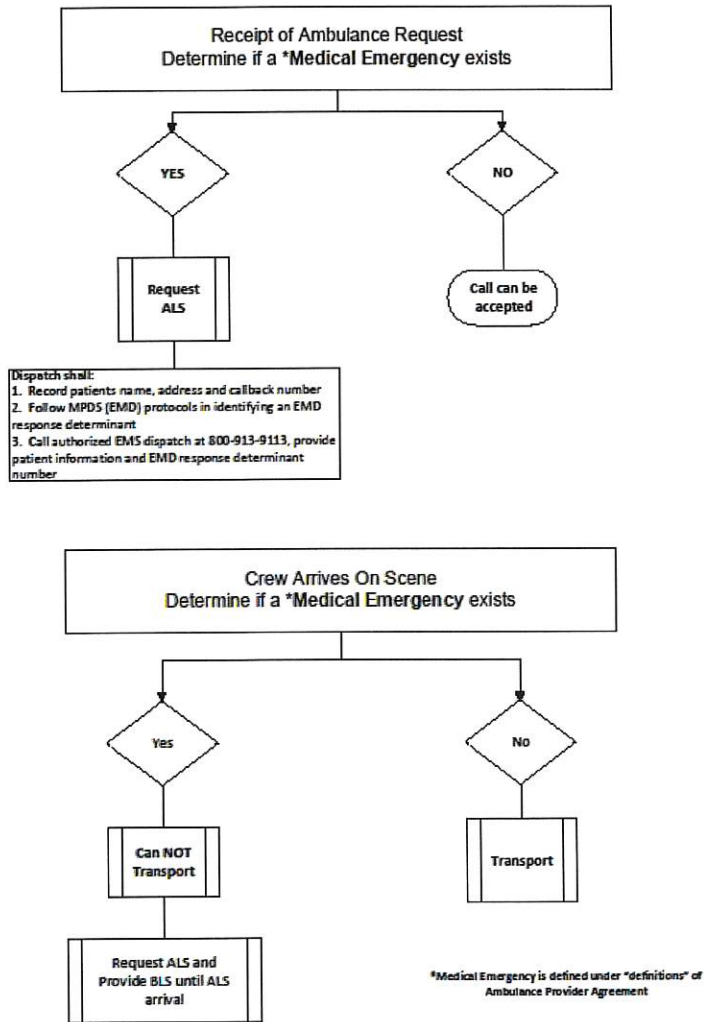 Receipt of Ambulance Request
Determine if a *Medical Emergency exists
YES
NO
Request
ALS
Call can be
accepted
Dispatch shall:
1. Record patients name, address and callback number
2. Follow MPDS (EMD) protocols in identifying an EMD
response determinant
3. Call authorized EMS dispatch at 800-913-9113, provide
patient information and EMD response determinant
number
Crew Arrives On Scene
Determine if a *Medical Emergency exists
Yes
No
Can NOT
Transport
Transport
Request ALS and
Provide BLS until ALS
arrival
*Medical Emergency is defined under "definitions" of
Ambulance Provider Agreement